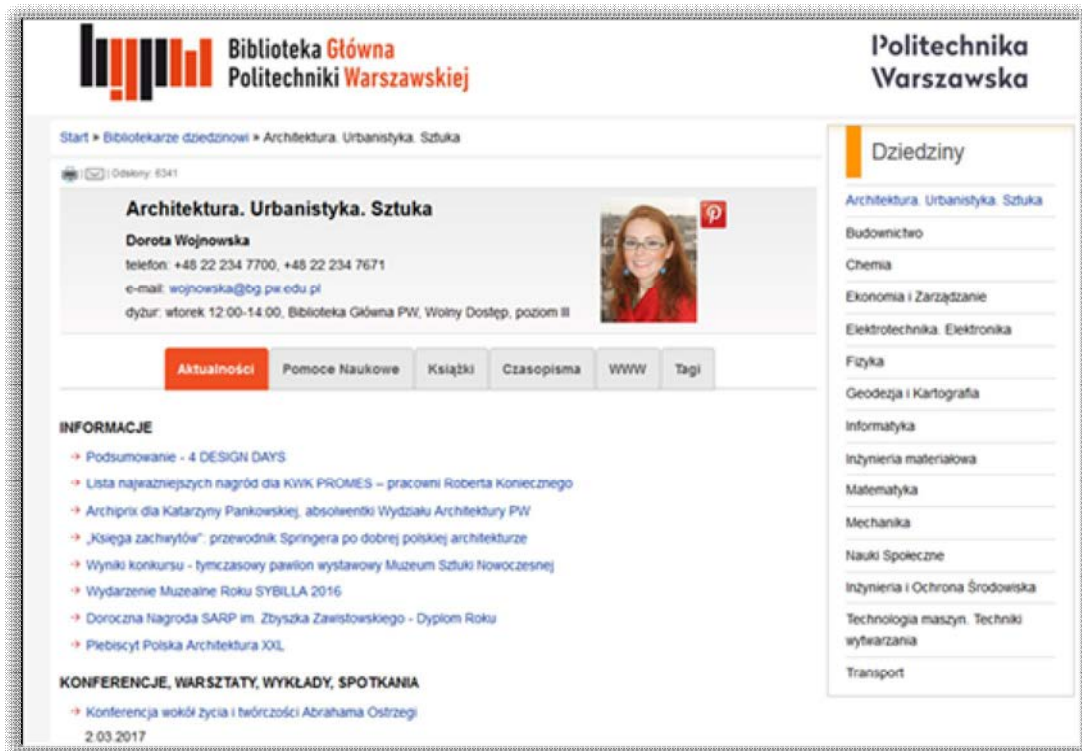 Biblioteka Główna
Politechniki Warszawskiej
Politechnika
Warszawska
Start » Bibliotekarze dziedzinowi » Architektura. Urbanistyka. Sztuka
Odsłony: 6341
Architektura. Urbanistyka. Sztuka
Dorota Wojnowska
telefon: +48 22 234 7700, +48 22 234 7671
e-mail: wojnowska@bg.pw.edu.pl
dyżur: wtorek 12:00-14:00, Biblioteka Główna PW, Wolny Dostęp, poziom III
Aktualności Pomoce Naukowe Książki Czasopisma WWW Tagi
INFORMACJE
Podsumowanie - 4 DESIGN DAYS
Lista najważniejszych nagród dla KWK PROMES – pracowni Roberta Koniecznego
Archiprix dla Katarzyny Pankowskiej, absolwentki Wydziału Architektury PW
„Księga zachwytów”: przewodnik Springera po dobrej polskiej architekturze
Wyniki konkursu - tymczasowy pawilon wystawowy Muzeum Sztuki Nowoczesnej
Wydarzenie Muzealne Roku SYBILLA 2016
Doroczna Nagroda SARP im. Zbyszka Zawistowskiego - Dyplom Roku
Plebiscyt Polska Architektura XXL
KONFERENCJE, WARSZTATY, WYKŁADY, SPOTKANIA
Konferencja wokół życia i twórczości Abrahama Ostrzegi
2.03.2017
Dziedziny
Architektura. Urbanistyka. Sztuka
Budownictwo
Chemia
Ekonomia i Zarządzanie
Elektrotechnika. Elektronika
Fizyka
Geodezja i Kartografia
Informatyka
Inżynieria materiałowa
Matematyka
Mechanika
Nauki Społeczne
Inżynieria i Ochrona Środowiska
Technologia maszyn. Techniki
wytwarzania
Transport